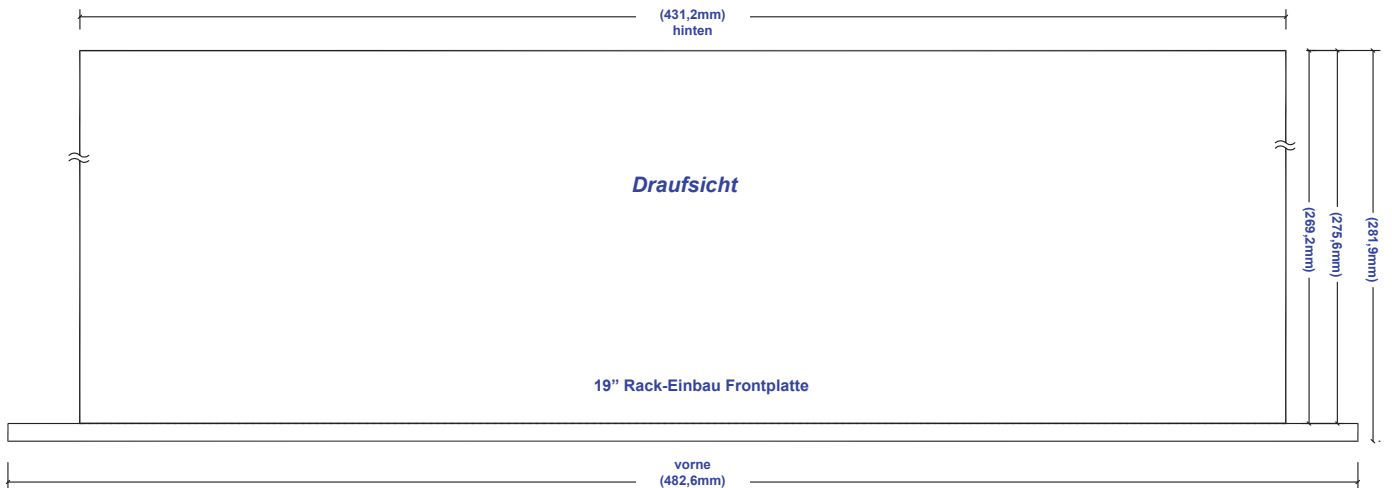 (431,2mm)
hinten
Draufsicht
(269,2mm)
(275,6mm)
(281,9mm)
19” Rack-Einbau Frontplatte
vorne
(482,6mm)